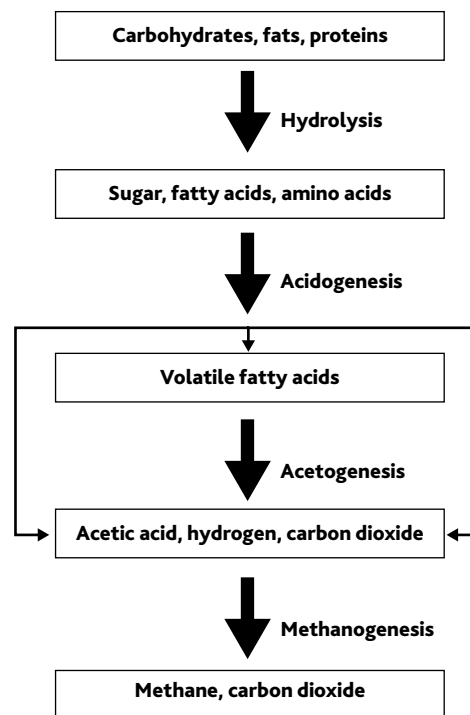 Carbohydrates, fats, proteins
Hydrolysis
Sugar, fatty acids, amino acids
Acidogenesis
Volatile fatty acids
Acetogenesis
Acetic acid, hydrogen, carbon dioxide
Methanogenesis
Methane, carbon dioxide